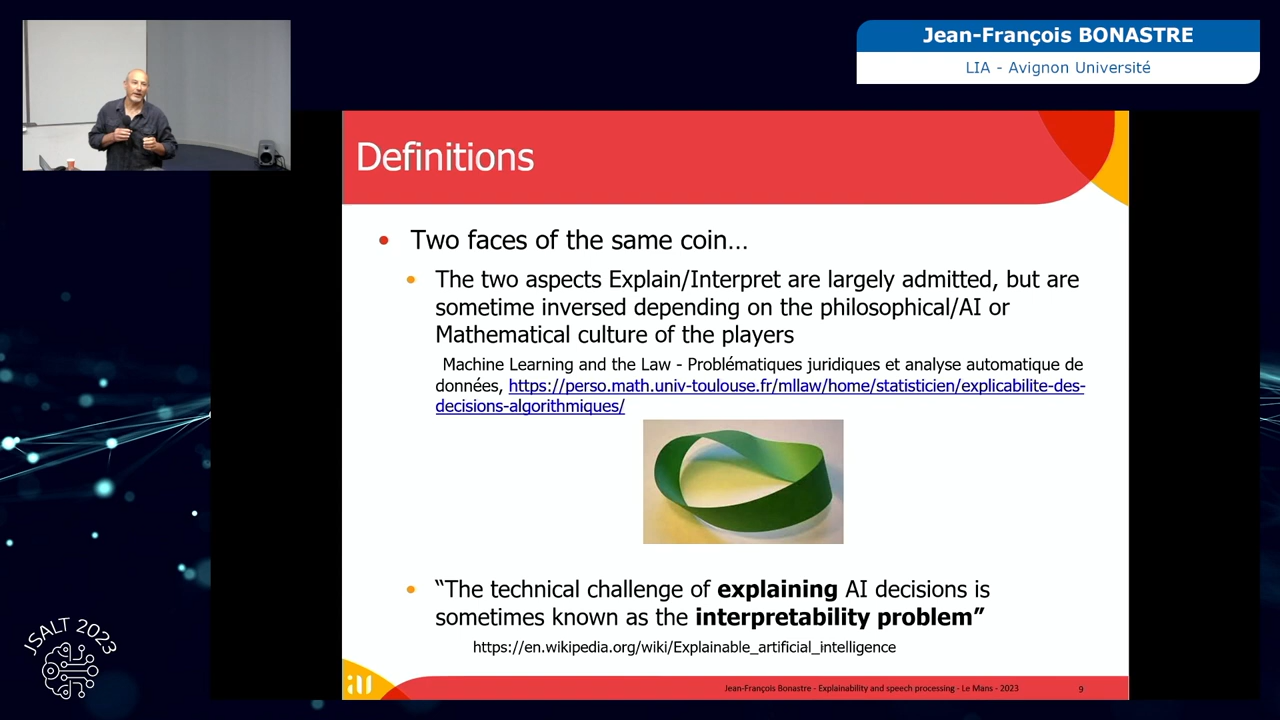 Jean-François BONASTRE
LIA - Avignon Université
Definitions
Two faces of the same coin...
The two aspects Explain/Interpret are largely admitted, but are
sometime inversed depending on the philosophical/AI or
Mathematical culture of the players
Machine Learning and the Law - Problématiques juridiques et analyse automatique de
données, https://perso.math.univ-toulouse.fr/mllaw/home/statisticien/explicabilite-des-
decisions-algorithmiques/
“The technical challenge of explaining AI decisions is
sometimes known as the interpretability problem”
https://en.wikipedia.org/wiki/Explainable_artificial_intelligence
JSALT 2023
au
Jean-François Bonastre - Explainability and speech processing - Le Mans - 2023
9